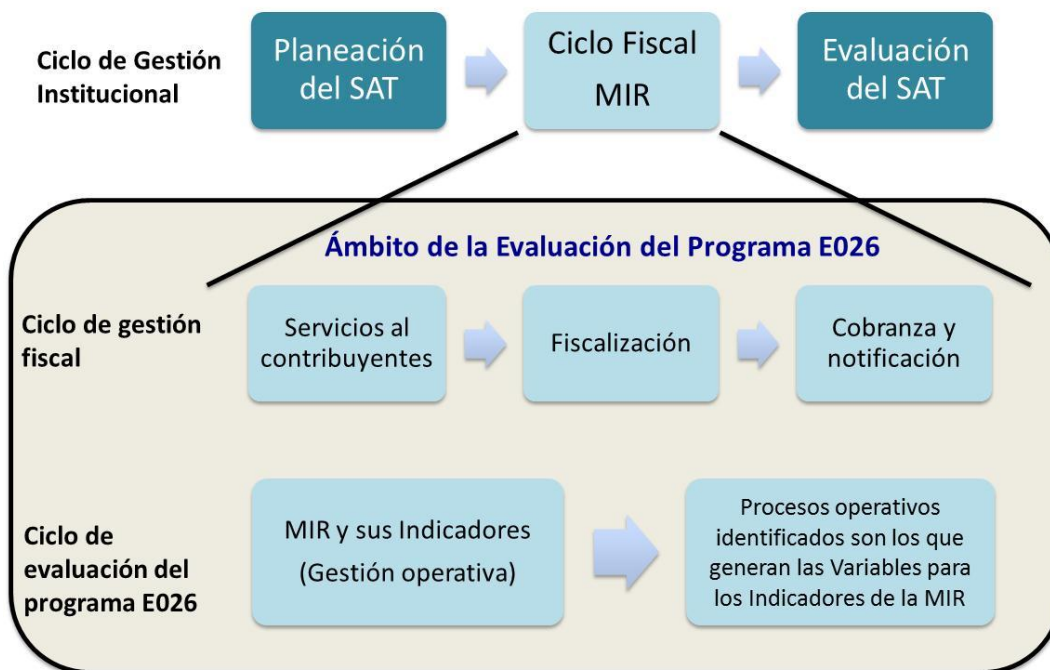 Ciclo de Gestión
Institucional
Planeación
del SAT
Ciclo Fiscal
MIR
Evaluación
del SAT
Ámbito de la Evaluación del Programa E026
Ciclo de gestión
fiscal
Servicios al
contribuyentes
Fiscalización
Cobranza y
notificación
Ciclo de
evaluación del
programa E026
MIR y sus Indicadores
(Gestión operativa)
Procesos operativos
identificados son los que
generan las Variables para
los Indicadores de la MIR